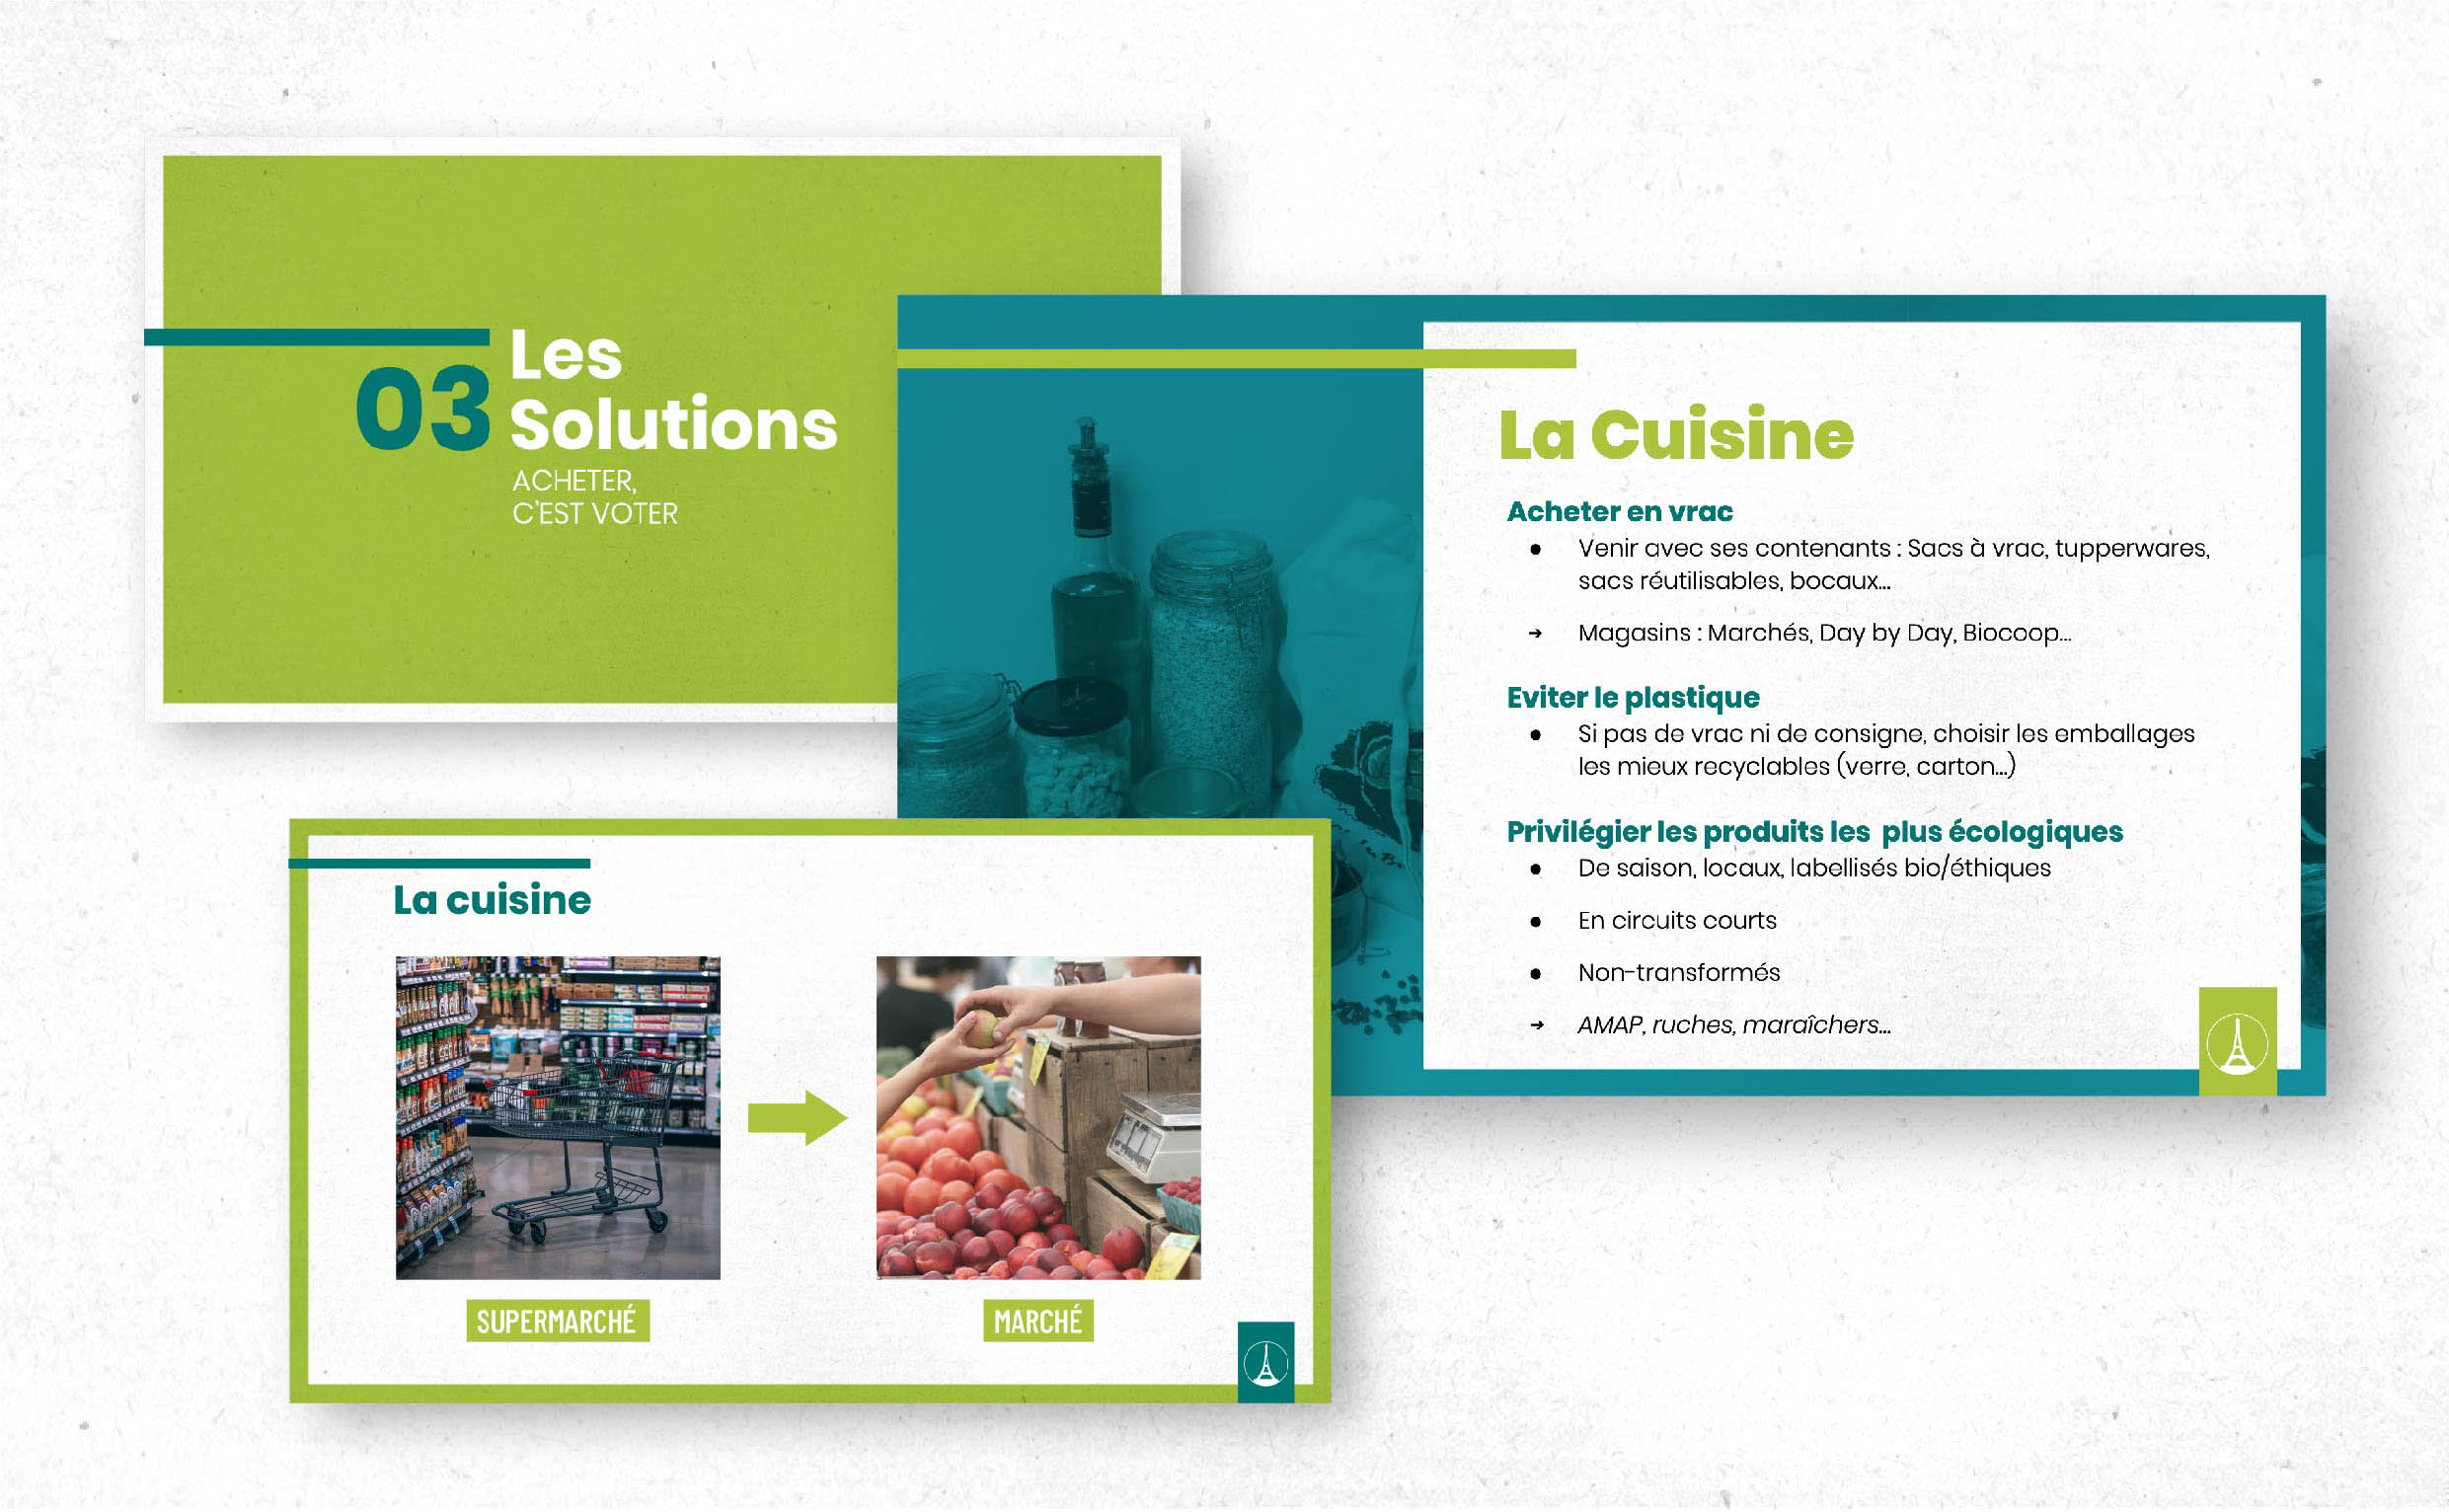 03
Les
Solutions
ACHETER,
C'EST VOTER
La Cuisine
Acheter en vrac
● Venir avec ses contenants : Sacs à vrac, tupperwares,
sacs réutilisables, bocaux...
➔ Magasins : Marchés, Day by Day, Biocoop...
Eviter le plastique
● Si pas de vrac ni de consigne, choisir les emballages
les mieux recyclables (verre, carton...)
Privilégier les produits les plus écologiques
● De saison, locaux, labellisés bio/éthiques
● En circuits courts
● Non-transformés
➔ AMAP, ruches, maraîchers...
La cuisine
SUPERMARCHÉ
MARCHÉ